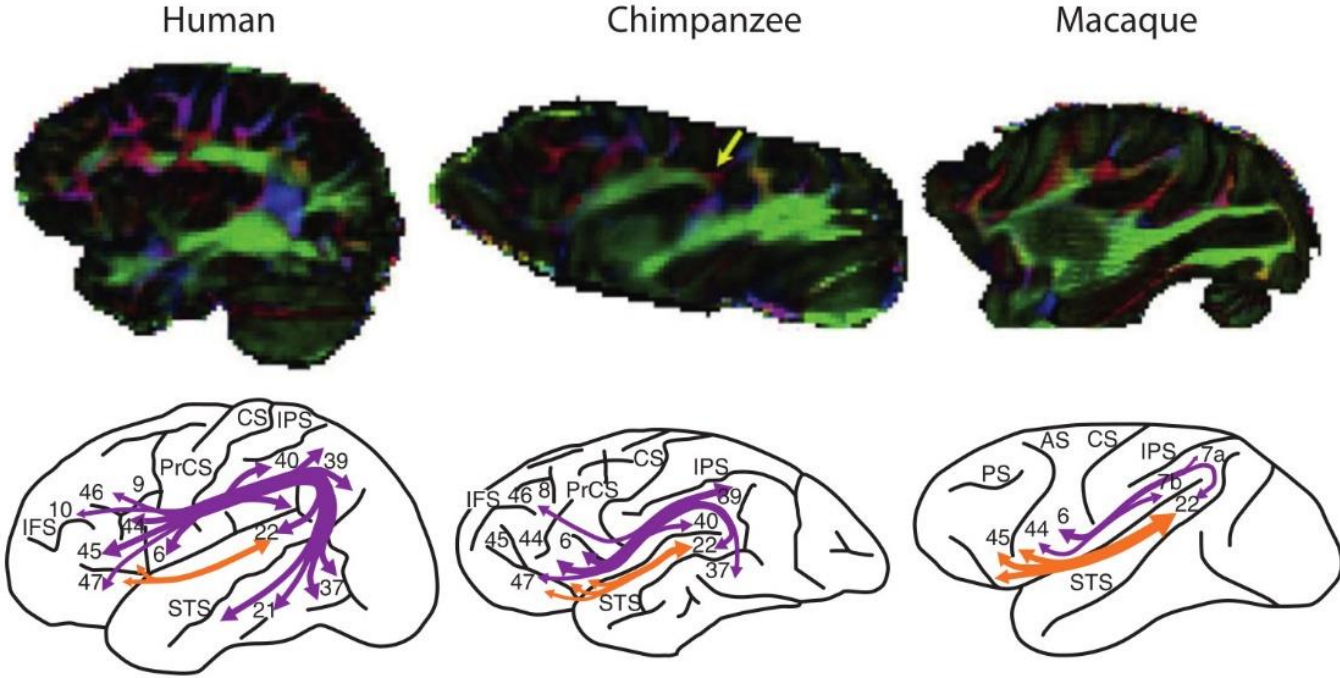 Human Chimpanzee Macaque
CS IPS
PrCS
40 39
9
46
10
IFS
44
45
6
22
47
STS
21
37
CS
IPS
PrCS
8
46
IFS
39
40
45 44 6
22
37
47
STS
AS CS
IPS
7a
PS
7b
22
6
45 44
STS